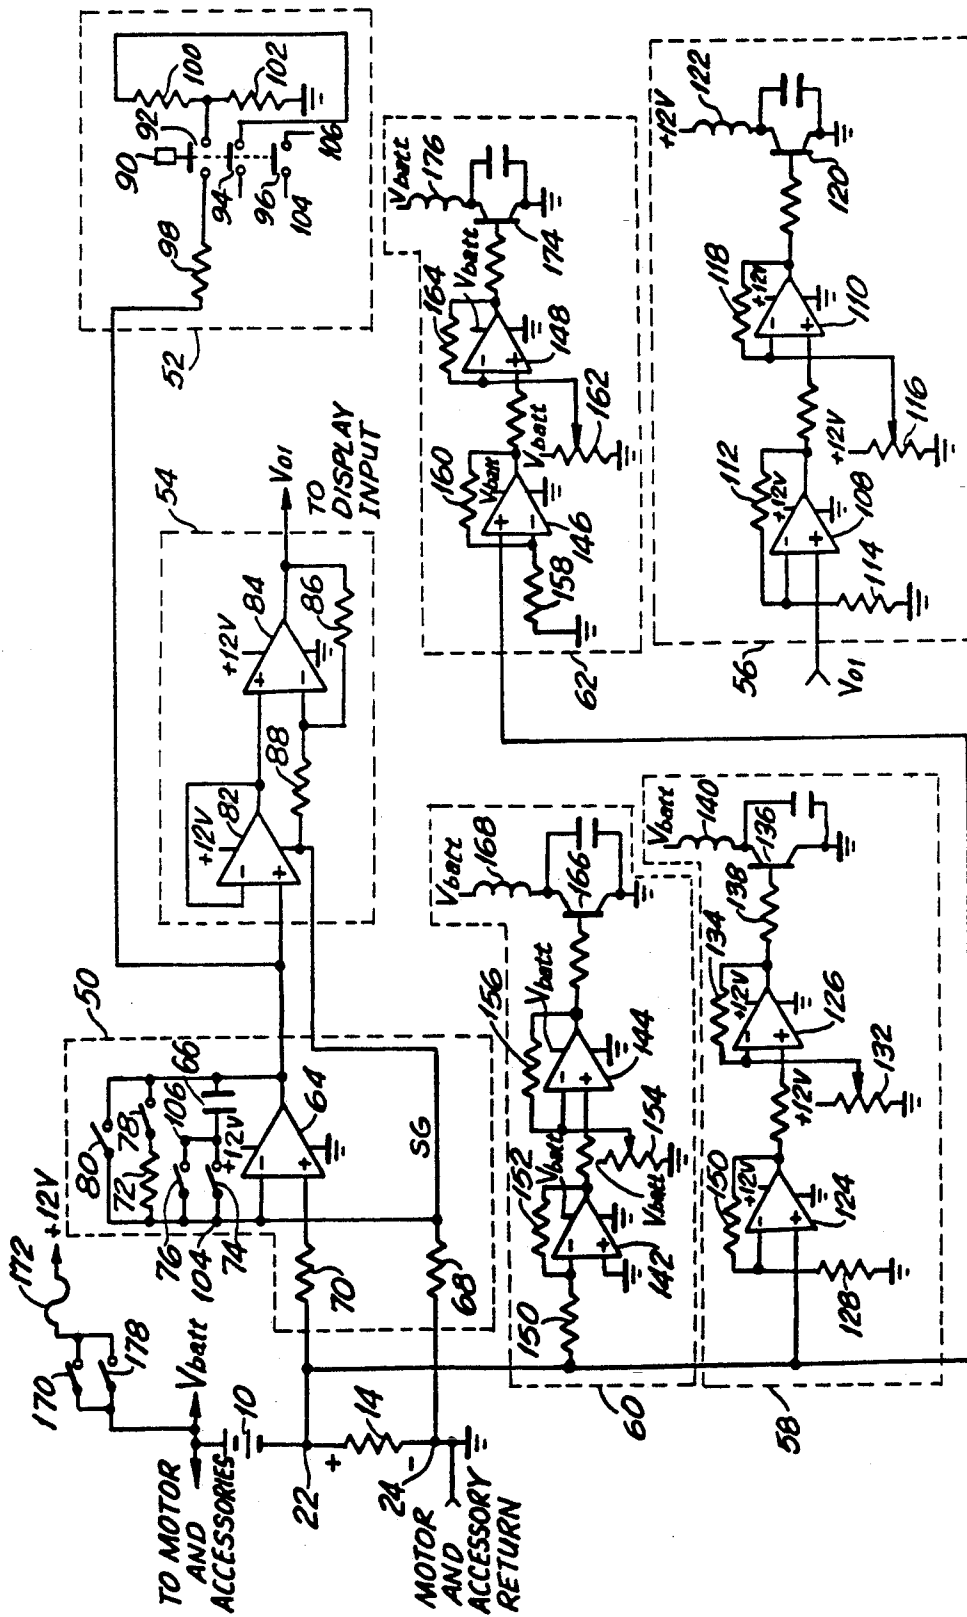 172
+12V
170
178
Vbatt
TO MOTOR
AND
ACCESSORIES
10
22
+
14
-
24
MOTOR
AND
ACCESSORY
RETURN
50
80
72
78
76
106
66
104
74
+12V
64
-
+
70
68
SG
54
+12V
82
-
+
88
+12V
84
+
-
86
V01
TO
DISPLAY
INPUT
52
98
90
92
94
96
104
106
100
102
60
150
152
Vbatt
-
+
142
Vbatt
154
156
Vbatt
-
+
144
Vbatt
168
166
58
128
150
+12V
-
+
124
+12V
132
134
+12V
-
+
126
138
136
Vbatt
140
62
158
160
Vbatt
+
-
146
Vbatt
162
164
Vbatt
-
+
148
174
Vbatt
176
56
V01
114
112
+12V
-
+
108
+12V
116
118
+12V
-
+
110
120
+12V
122